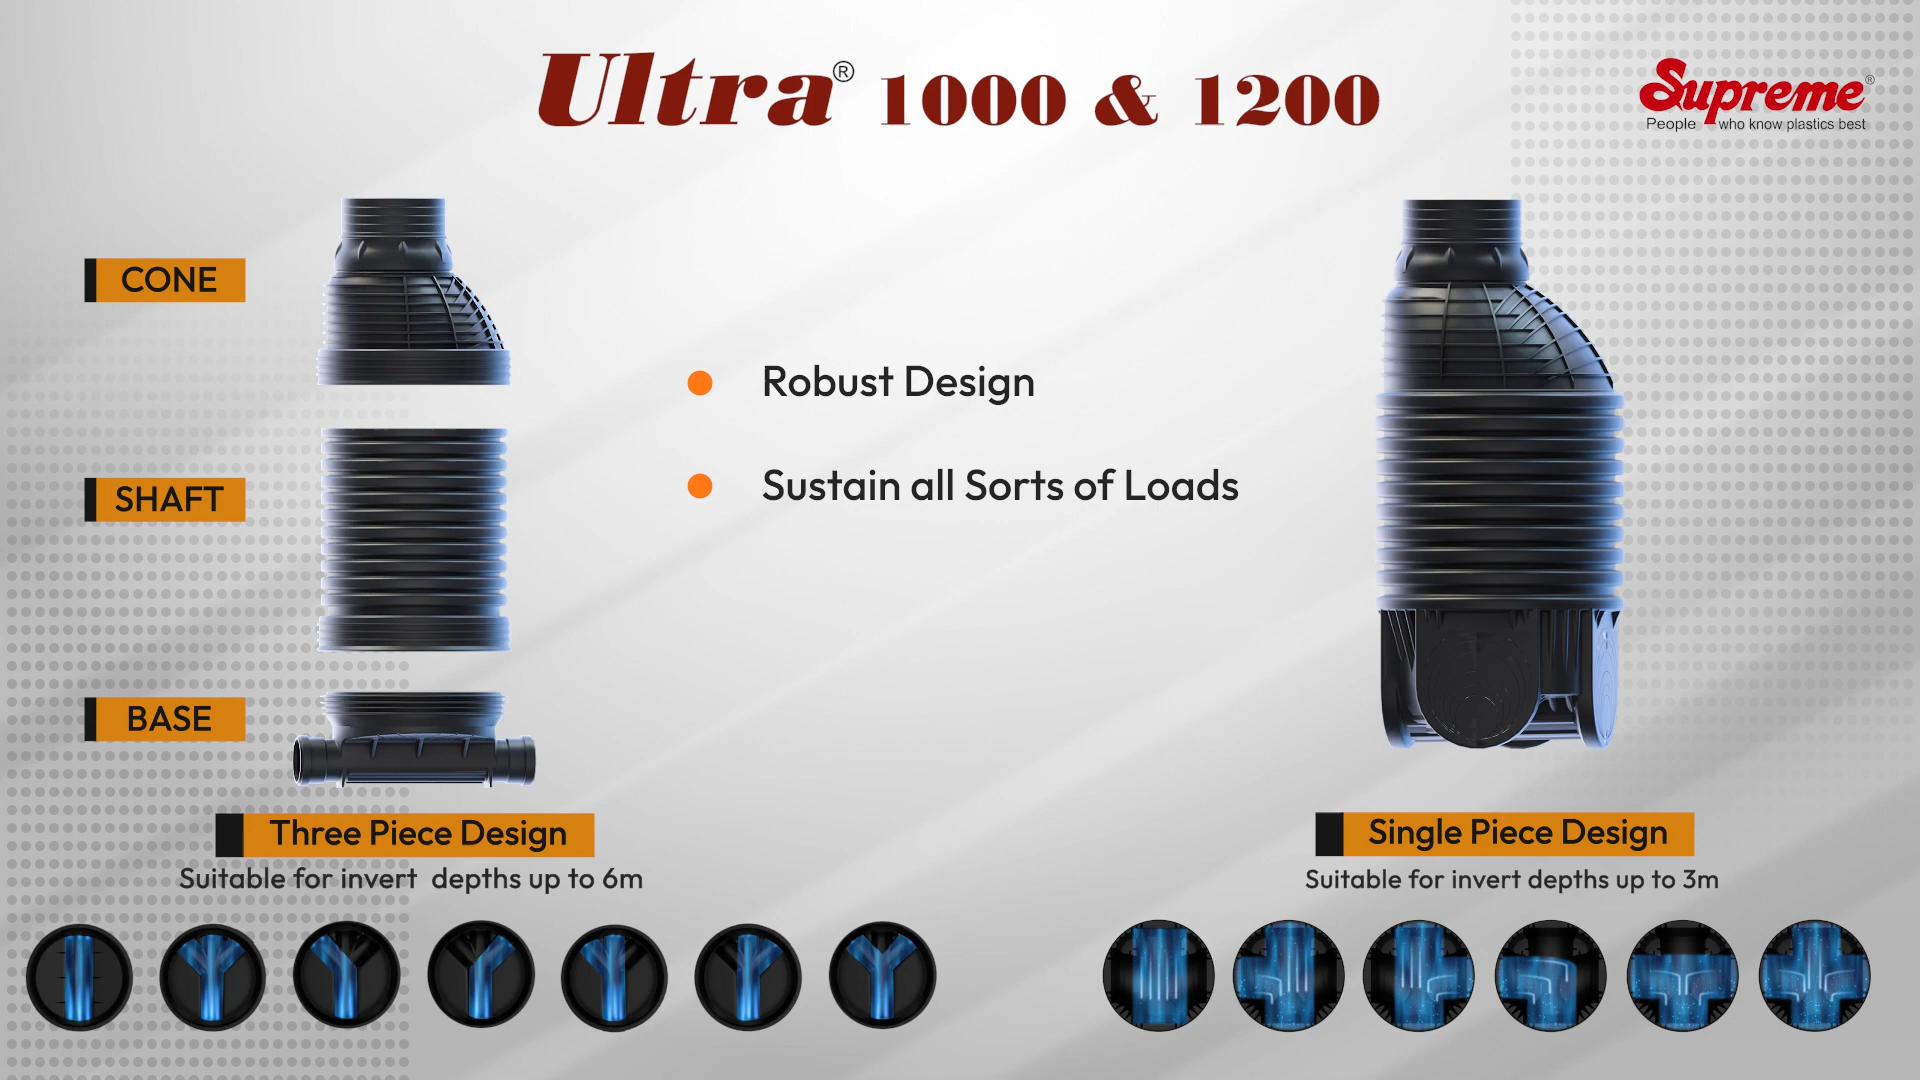 Ultra® 1000 & 1200
Supreme®
People who know plastics best
CONE
SHAFT
BASE
Robust Design
Sustain all Sorts of Loads
Three Piece Design
Suitable for invert depths up to 6m
Single Piece Design
Suitable for invert depths up to 3m